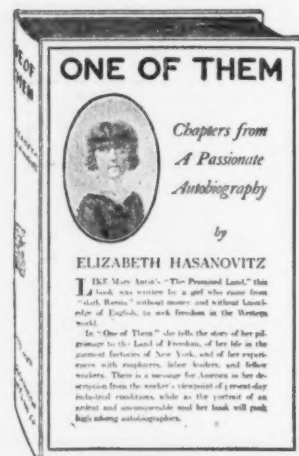 ONE OF THEM
Chapters from
A Passionate
Autobiography
by
ELIZABETH HASANOVITZ
LIKE Mary Antin's "The Promised Land," this
book was written by a girl who came from
"dark Russia," without money and without knowl-
edge of English, to seek freedom in the Western
world.
In "One of Them" she tells the story of her pil-
grimage to the Land of Freedom, of her life in the
garment factories of New York, and of her experi-
ences with employers, labor leaders, and fellow
workers. There is a message for America in her de-
scription from the worker's viewpoint of present-day
industrial conditions, while as the portrait of an
ardent and unconquerable soul her book will rank
high among autobiographies.